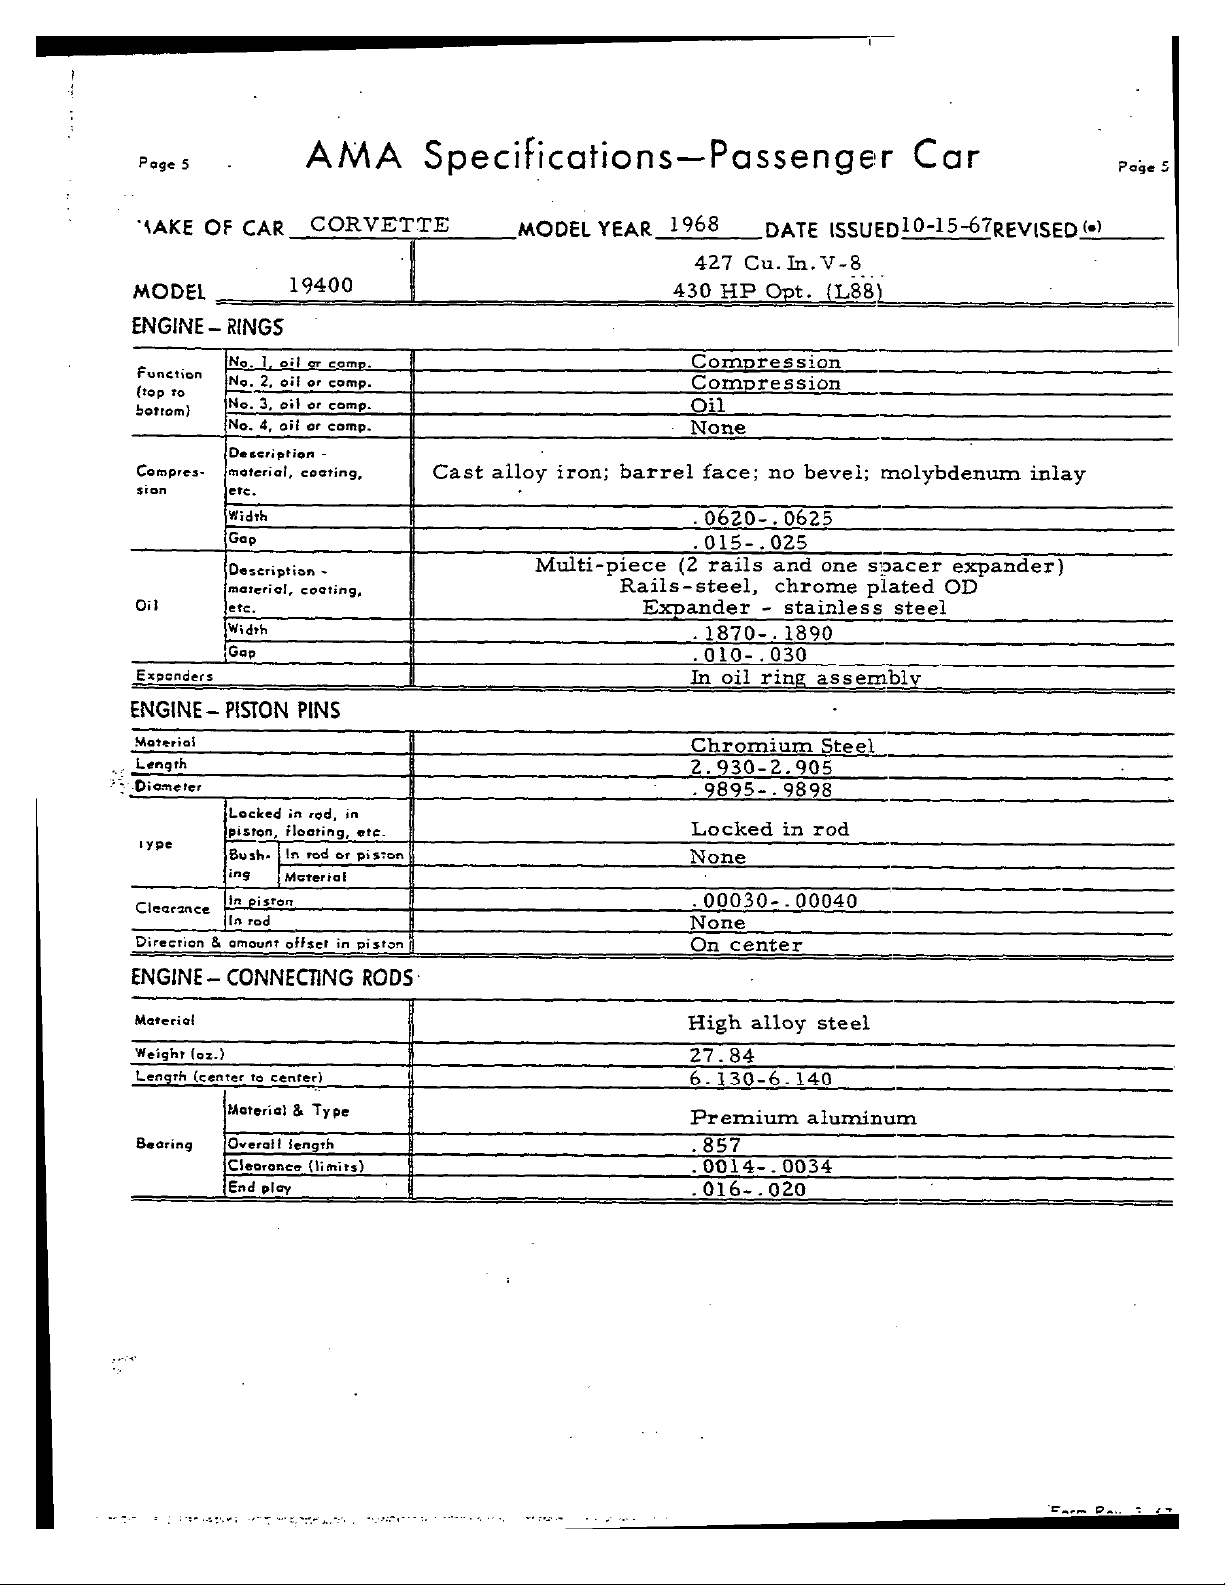 Page 5 AMA Specifications—Passenger Car Page 5
MAKE OF CAR CORVETTE MODEL YEAR 1968 DATE ISSUED 10-15-67 REVISED (•)
427 Cu. In. V-8
MODEL 19400 430 HP Opt. (L88)
ENGINE – RINGS
Function (top to bottom) No. 1, oil or comp. Compression
No. 2, oil or comp. Compression
No. 3, oil or comp. Oil
No. 4, oil or comp. None
Compression Description - material, coating, etc. Cast alloy iron; barrel face; no bevel; molybdenum inlay
Width .0620-.0625
Gap .015-.025
Oil Description - material, coating, etc. Multi-piece (2 rails and one spacer expander)
Rails-steel, chrome plated OD
Expander - stainless steel
Width .1870-.1890
Gap .010-.030
Expanders In oil ring assembly
ENGINE – PISTON PINS
Material Chromium Steel
Length 2.930-2.905
Diameter .9895-.9898
Type Locked in rod, in piston, floating, etc. Locked in rod
Bush-ing In rod or piston None
Material
Clearance In piston .00030-.00040
In rod None
Direction & amount offset in piston On center
ENGINE – CONNECTING RODS
Material High alloy steel
Weight (oz.) 27.84
Length (center to center) 6.130-6.140
Bearing Material & Type Premium aluminum
Overall length .857
Clearance (limits) .0014-.0034
End play .016-.020
Form Rev.